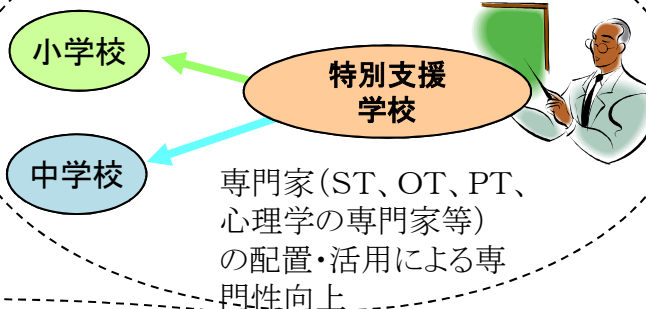 小学校
特別支援
学校
中学校
専門家（ST、OT、PT、
心理学の専門家等）
の配置・活用による専
門性向上